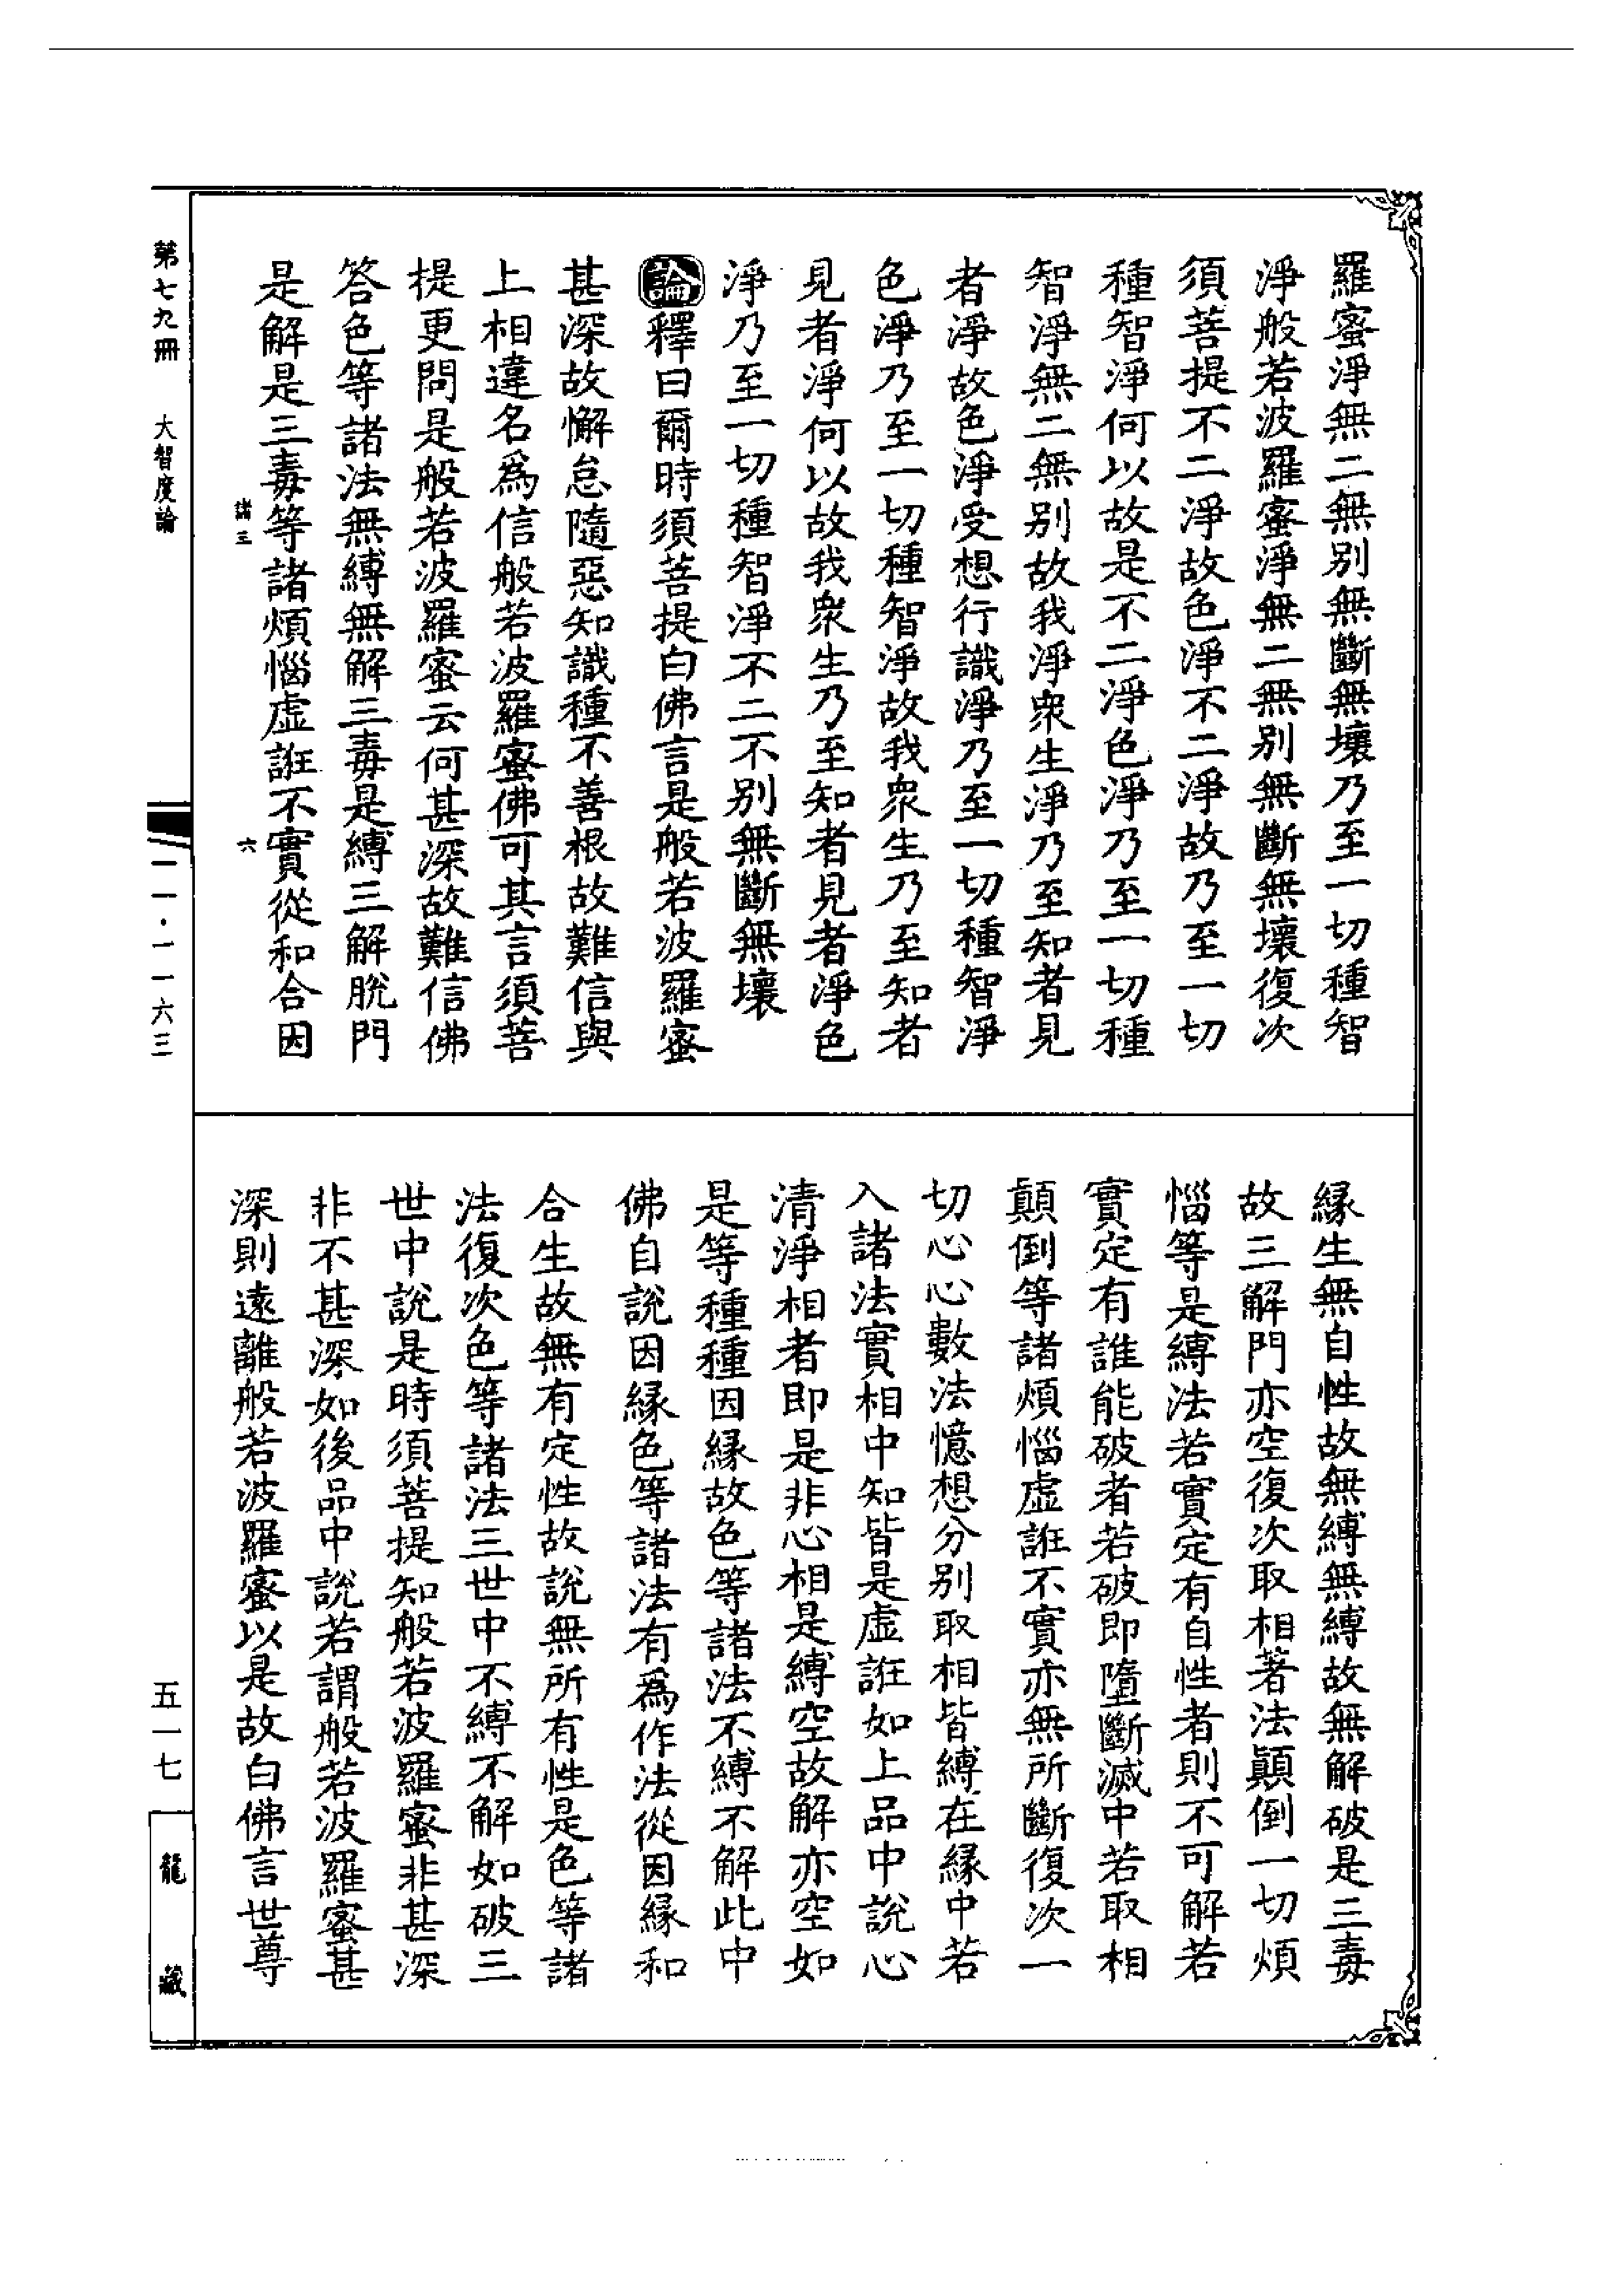 羅蜜淨無二無別無斷無壞乃至一切種智
淨般若波羅蜜淨無二無別無斷無壞復次
須菩提不二淨故色淨不二淨故乃至一切
種智淨何以故是不二淨色淨乃至一切種
智淨無二無別故我淨衆生淨乃至知者見
者淨故色淨受想行識淨乃至一切種智淨
色淨乃至一切種智淨故我衆生乃至知者
見者淨何以故我衆生乃至知者見者淨色
淨乃至一切種智淨不二不別無斷無壞
論釋曰爾時須菩提白佛言是般若波羅蜜
甚深故懈怠隨惡知識種不善根故難信與
上相違名爲信般若波羅蜜佛可其言須菩
提更問是般若波羅蜜云何甚深故難信佛
答色等諸法無縛無解三毒是縛三解脫門
是解是三毒等諸煩惱虛誑不實從和合因
諸三
六
緣生無自性故無縛無縛故無解破是三毒
故三解門亦空復次取相著法顚倒一切煩
惱等是縛法若實定有自性者則不可解若
實定有誰能破者若破即墮斷滅中若取相
顚倒等諸煩惱虛誑不實亦無所斷復次一
切心心數法憶想分別取相皆縛在緣中若
入諸法實相中知皆是虛誑如上品中說心
清淨相者即是非心相是縛空故解亦空如
是等種種因緣故色等諸法不縛不解此中
佛自說因緣色等諸法有爲作法從因緣和
合生故無有定性故說無所有性是色等諸
法復次色等諸法三世中不縛不解如破三
世中說是時須菩提知般若波羅蜜非甚深
非不甚深如後品中說若謂般若波羅蜜甚
深則遠離般若波羅蜜以是故白佛言世尊
第七九冊 大智度論
一一·一一六三
五一七
龍藏